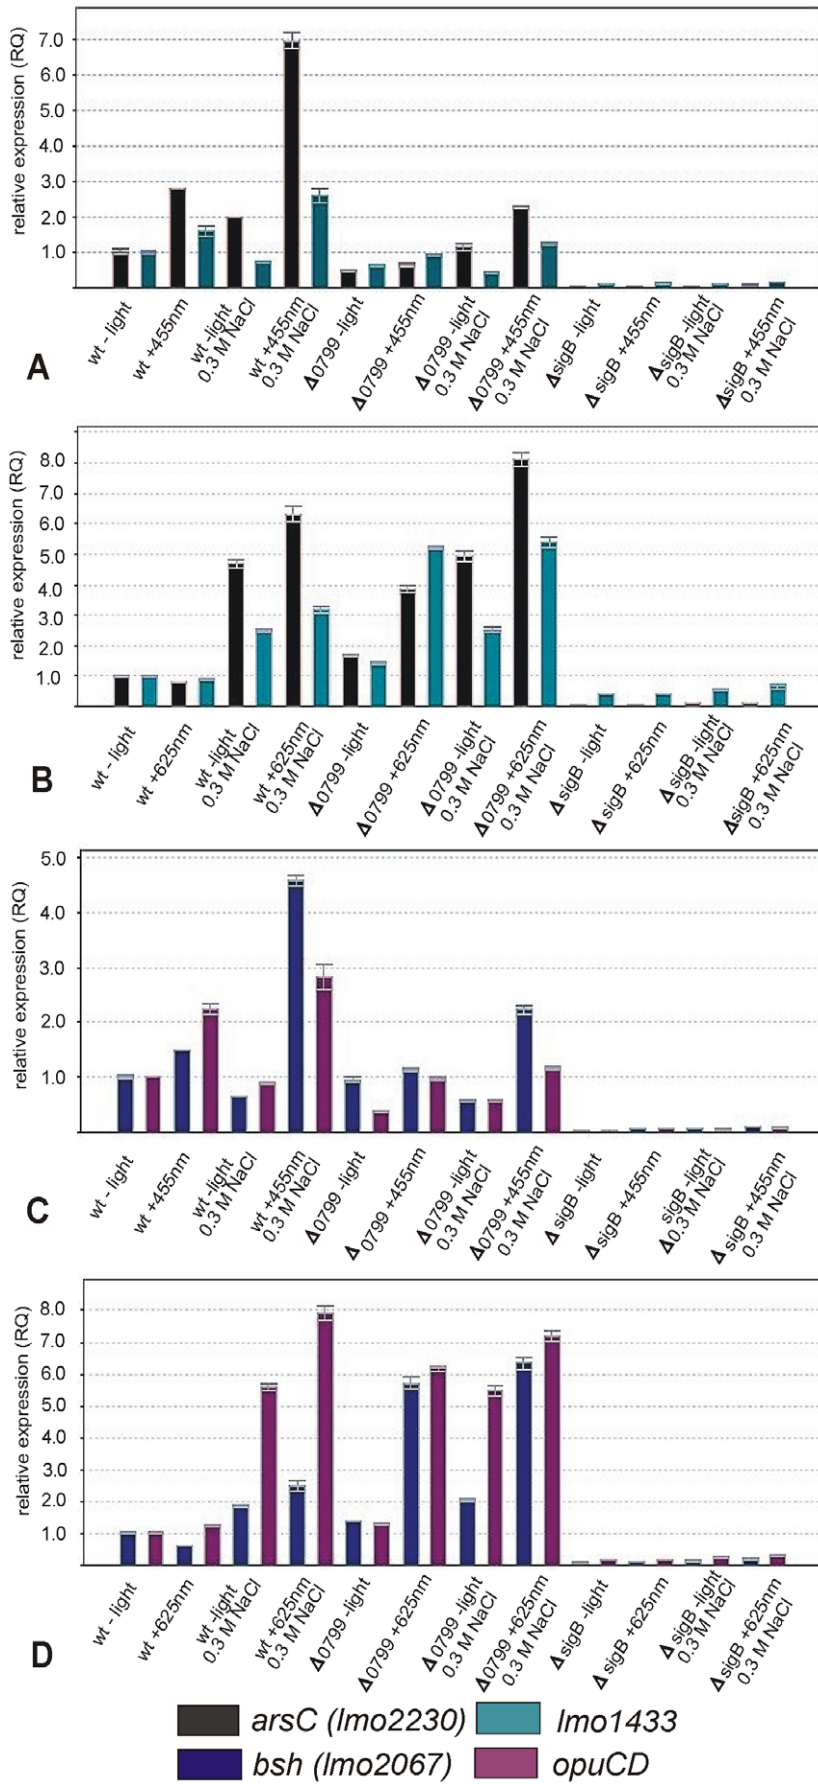 relative expression (RQ)
7.0
6.0
5.0
4.0
3.0
2.0
1.0
wt - light
wt +455nm
wt -light
0.3 M NaCl
wt +455nm
0.3 M NaCl
Δ0799 -light
Δ0799 +455nm
Δ0799 -light
0.3 M NaCl
Δ0799 +455nm
0.3 M NaCl
ΔsigB -light
Δ sigB +455nm
ΔsigB -light
0.3 M NaCl
ΔsigB +455nm
0.3 M NaCl
A
relative expression (RQ)
8.0
7.0
6.0
5.0
4.0
3.0
2.0
1.0
wt - light
wt +625nm
wt -light
0.3 M NaCl
wt +625nm
0.3 M NaCl
Δ0799 -light
Δ0799 +625nm
Δ0799 -light
0.3 M NaCl
Δ0799 +625nm
0.3 M NaCl
ΔsigB -light
Δ sigB +625nm
ΔsigB -light
0.3 M NaCl
ΔsigB +625nm
0.3 M NaCl
B
relative expression (RQ)
5.0
4.0
3.0
2.0
1.0
wt - light
wt +455nm
wt -light
0.3 M NaCl
wt +455nm
0.3 M NaCl
Δ0799 -light
Δ 0799 +455nm
Δ0799 -light
0.3 M NaCl
Δ0799 +455nm
0.3 M NaCl
Δ sigB -light
Δ sigB +455nm
sigB -light
Δ0.3 M NaCl
Δ sigB +455nm
0.3 M NaCl
C
relative expression (RQ)
8.0
7.0
6.0
5.0
4.0
3.0
2.0
1.0
wt - light
wt +625nm
wt -light
0.3 M NaCl
wt +625nm
0.3 M NaCl
Δ0799 -light
Δ0799 +625nm
Δ0799 -light
0.3 M NaCl
Δ0799 +625nm
0.3 M NaCl
ΔsigB -light
Δ sigB +625nm
Δ sigB -light
0.3 M NaCl
Δ sigB +625nm
0.3 M NaCl
D
arsC (lmo2230)
lmo1433
bsh (lmo2067)
opuCD